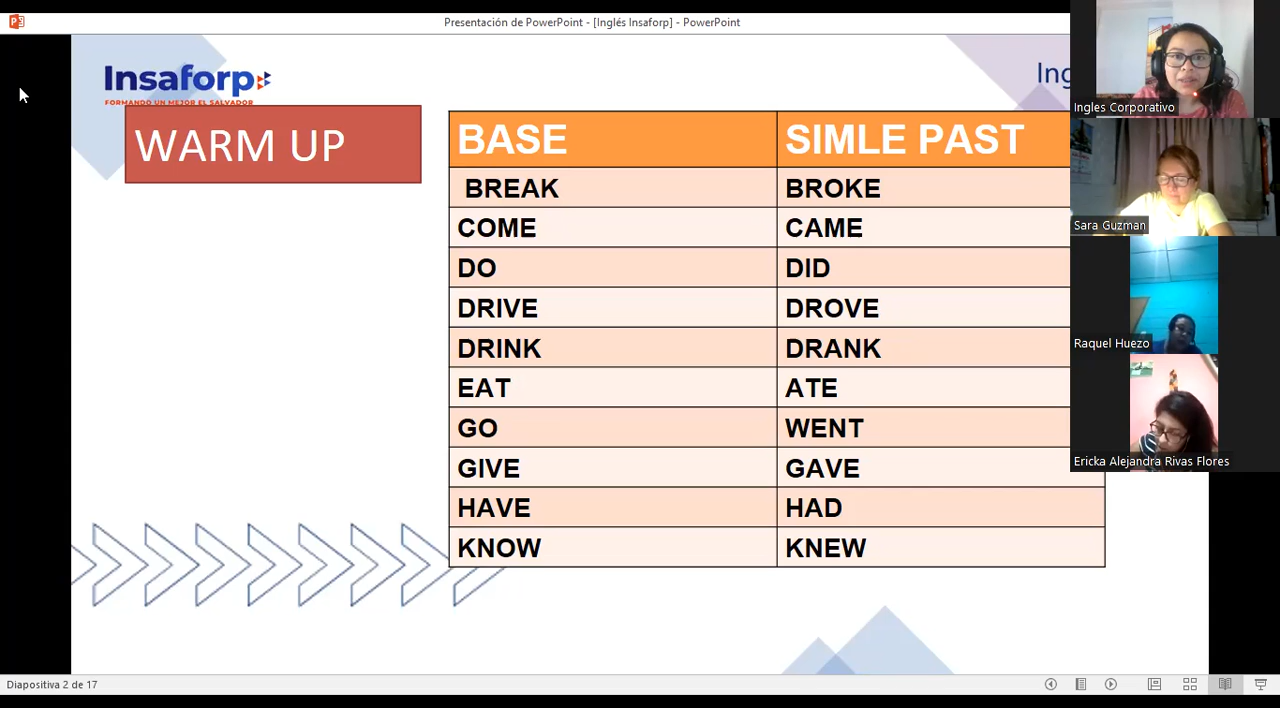 Presentación de PowerPoint - [Inglés Insaforp] - PowerPoint
Insaforp
FORMANDO UN MEJOR EL SALVADOR
Ing
WARM UP
BASE SIMLE PAST
BREAK BROKE
COME CAME
DO DID
DRIVE DROVE
DRINK DRANK
EAT ATE
GO WENT
GIVE GAVE
HAVE HAD
KNOW KNEW
Ingles Corporativo
Sara Guzman
Raquel Huezo
Ericka Alejandra Rivas Flores
Diapositiva 2 de 17